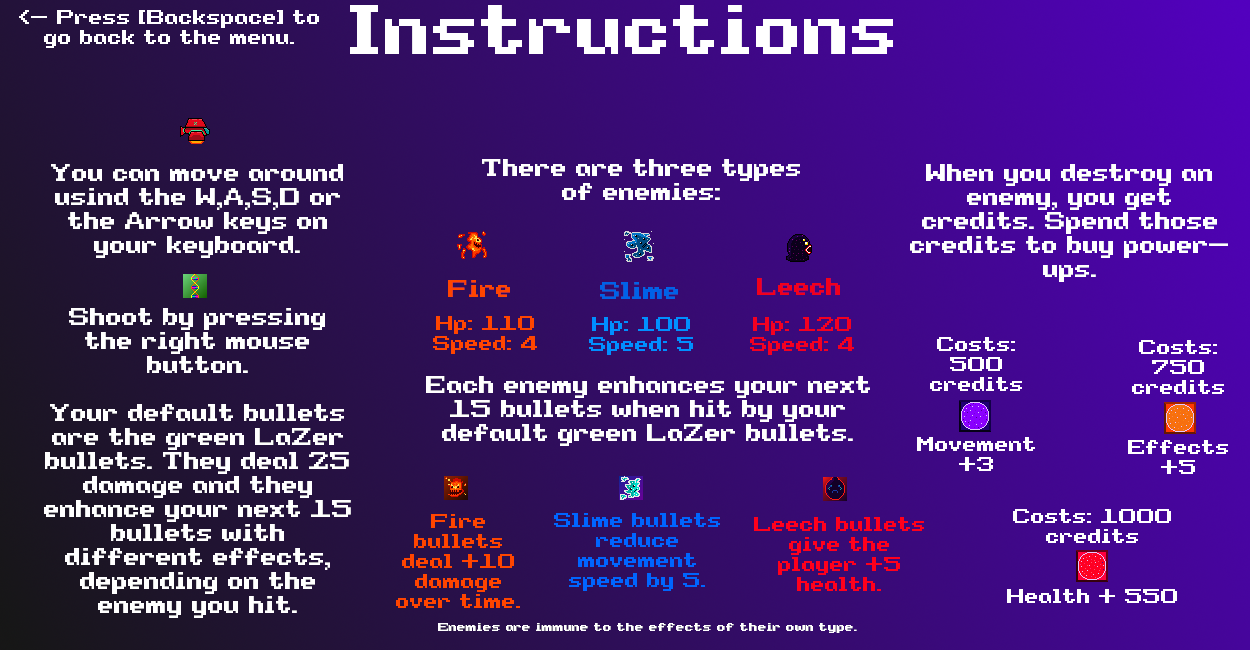 <— Press [Backspace] to
go back to the menu.
Instructions
You can move around
usind the W,A,S,D or
the Arrow keys on
your keyboard.
Shoot by pressing
the right mouse
button.
Your default bullets
are the green LaZer
bullets. They deal 25
damage and they
enhance your next 15
bullets with
different effects,
depending on the
enemy you hit.
There are three types
of enemies:
Fire
Hp: 110
Speed: 4
Slime
Hp: 100
Speed: 5
Leech
Hp: 120
Speed: 4
Each enemy enhances your next
15 bullets when hit by your
default green LaZer bullets.
Fire
bullets
deal +10
damage
over time.
Slime bullets
reduce
movement
speed by 5.
Leech bullets
give the
player +5
health.
Enemies are immune to the effects of their own type.
When you destroy an
enemy, you get
credits. Spend those
credits to buy power—
ups.
Costs:
500
credits
Movement
+3
Costs:
750
credits
Effects
+5
Costs: 1000
credits
Health + 550